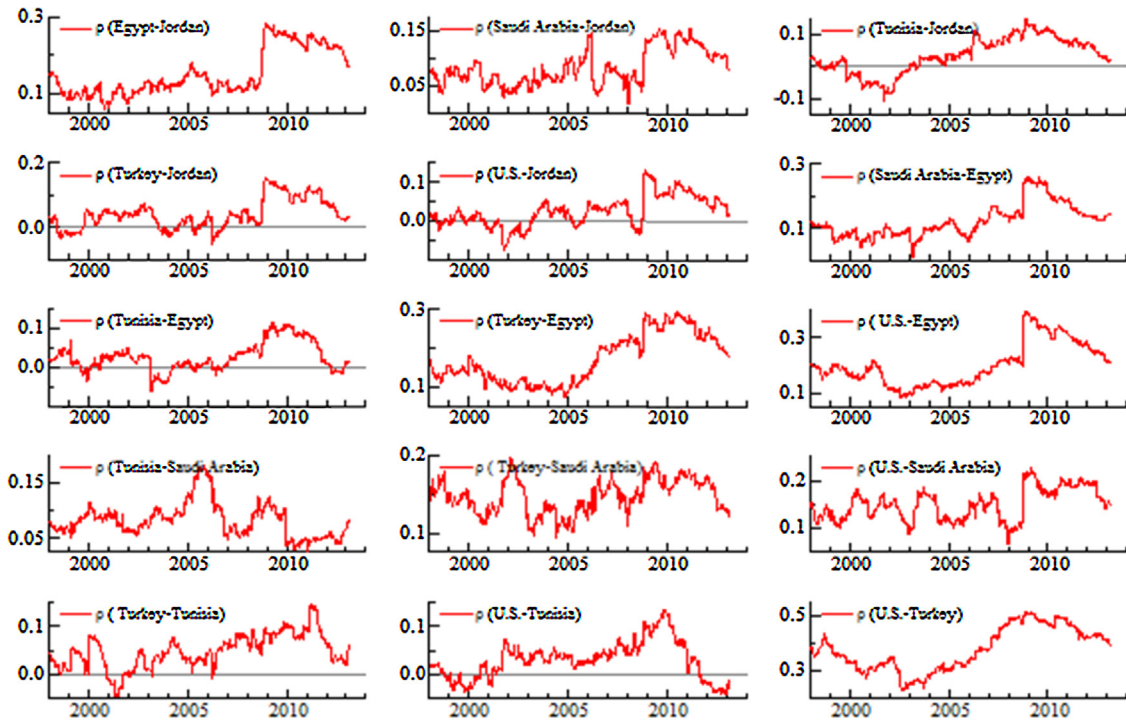 0.3 ρ (Egypt-Jordan)
0.1
2000 2005 2010
0.15 ρ (Saudi Arabia-Jordan)
0.05
2000 2005 2010
0.1 ρ (Tunisia-Jordan)
-0.1
2000 2005 2010
0.2 ρ (Turkey-Jordan)
0.0
2000 2005 2010
0.1 ρ (U.S.-Jordan)
0.0
2000 2005 2010
0.3 ρ (Saudi Arabia-Egypt)
0.1
2000 2005 2010
0.1 ρ (Tunisia-Egypt)
0.0
2000 2005 2010
0.3 ρ (Turkey-Egypt)
0.1
2000 2005 2010
0.3 ρ ( U.S.-Egypt)
0.1
2000 2005 2010
0.15 ρ (Tunisia-Saudi Arabia)
0.05
2000 2005 2010
0.2 ρ ( Turkey-Saudi Arabia)
0.1
2000 2005 2010
0.2 ρ (U.S.-Saudi Arabia)
0.1
2000 2005 2010
0.1 ρ ( Turkey-Tunisia)
0.0
2000 2005 2010
0.1 ρ (U.S.-Tunisia)
0.0
2000 2005 2010
0.5 ρ (U.S.-Turkey)
0.3
2000 2005 2010